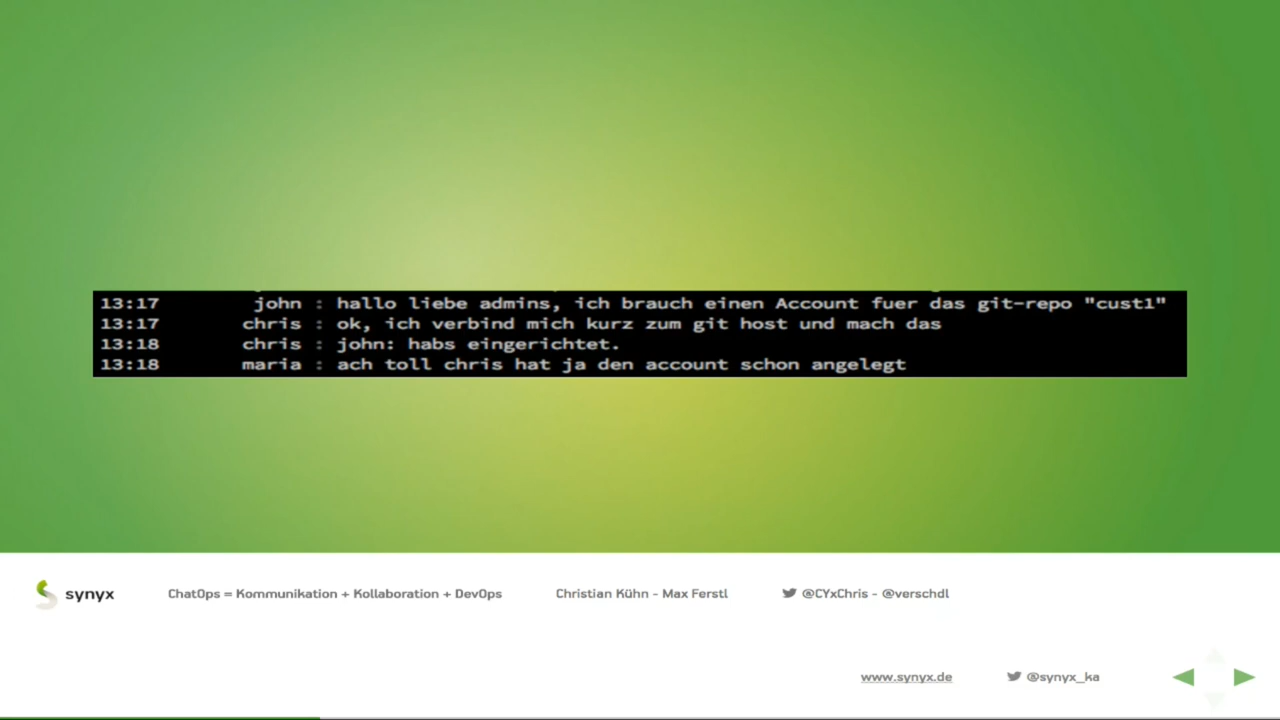 13:17 john : hallo liebe admins, ich brauch einen Account fuer das git-repo "cust1"
13:17 chris : ok, ich verbind mich kurz zum git host und mach das
13:18 chris : john: habs eingerichtet.
13:18 maria : ach toll chris hat ja den account schon angelegt
synyx ChatOps = Kommunikation + Kollaboration + DevOps Christian Kühn - Max Ferstl @CYxChris - @verschdl
www.synyx.de @synyx_ka